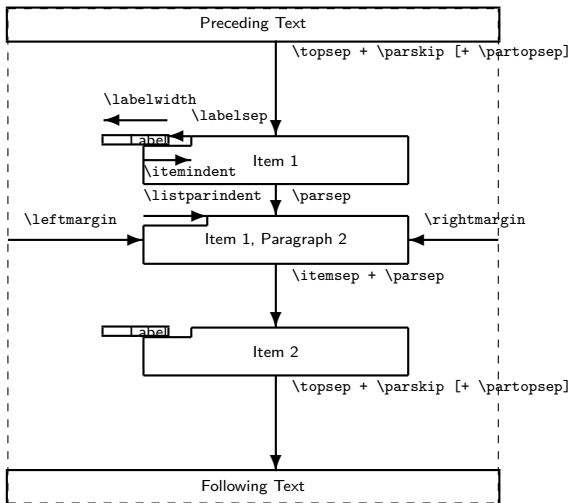 Preceding Text
\topsep + \parskip [+ \partopsep]
\labelwidth
\labelsep
Label
Item 1
\itemindent
\listparindent
\parsep
\leftmargin
\rightmargin
Item 1, Paragraph 2
\itemsep + \parsep
Label
Item 2
\topsep + \parskip [+ \partopsep]
Following Text